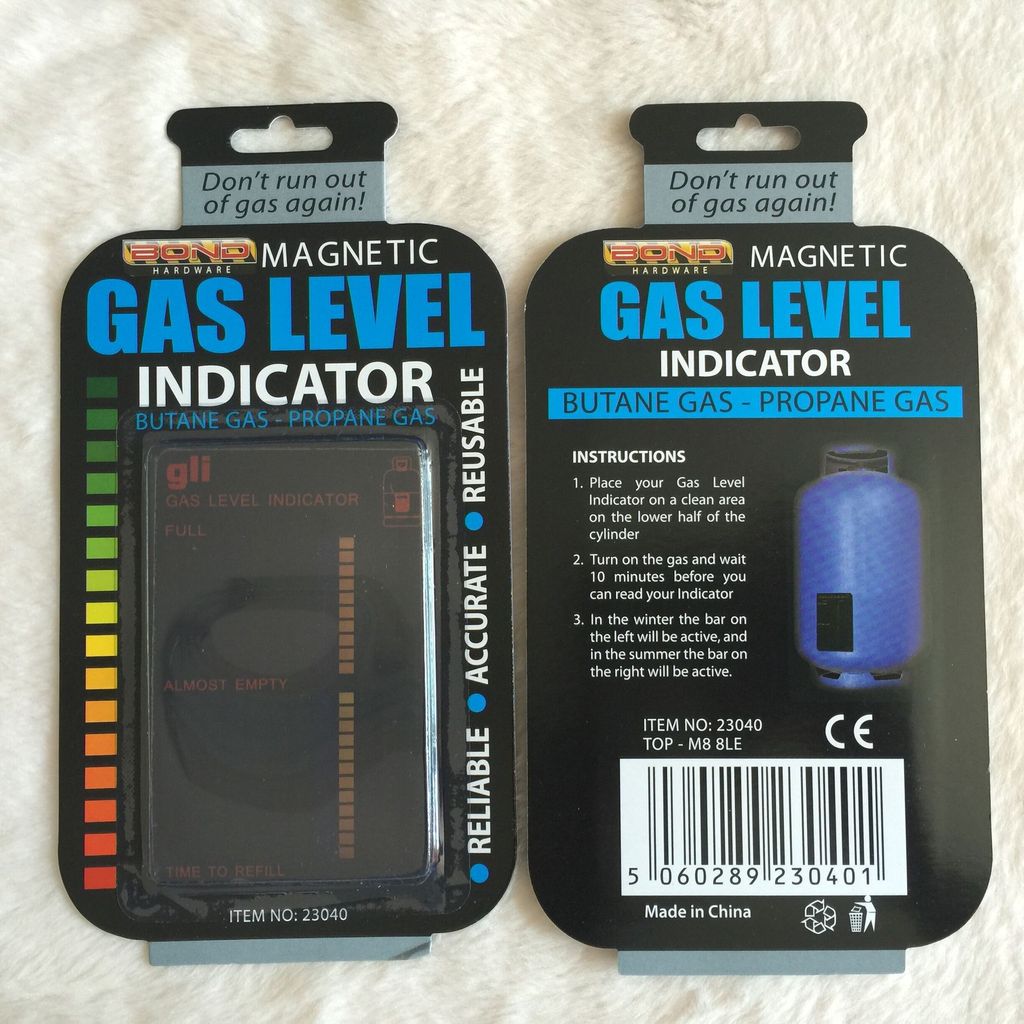 Don't run out
of gas again!
BOND
HARDWARE
MAGNETIC
GAS LEVEL
INDICATOR
BUTANE GAS - PROPANE GAS
gli
GAS LEVEL INDICATOR
FULL
ALMOST EMPTY
TIME TO REFILL
RELIABLE • ACCURATE • REUSABLE
ITEM NO: 23040
Don't run out
of gas again!
BOND
HARDWARE
MAGNETIC
GAS LEVEL
INDICATOR
BUTANE GAS - PROPANE GAS
INSTRUCTIONS
1. Place your Gas Level
Indicator on a clean area
on the lower half of the
cylinder
2. Turn on the gas and wait
10 minutes before you
can read your Indicator
3. In the winter the bar on
the left will be active, and
in the summer the bar on
the right will be active.
ITEM NO: 23040
TOP - M8 8LE
CE
5 060289 230401
Made in China